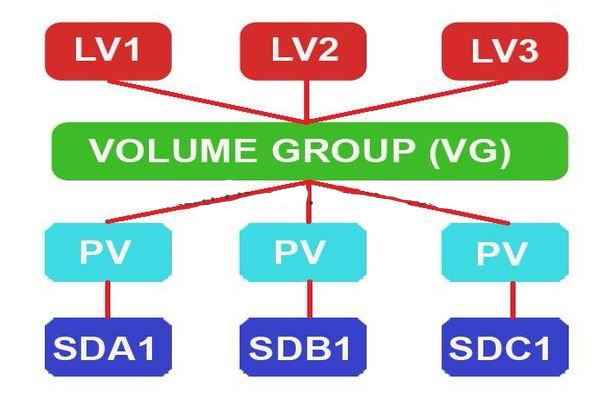 LV1 LV2 LV3
VOLUME GROUP (VG)
PV PV PV
SDA1 SDB1 SDC1